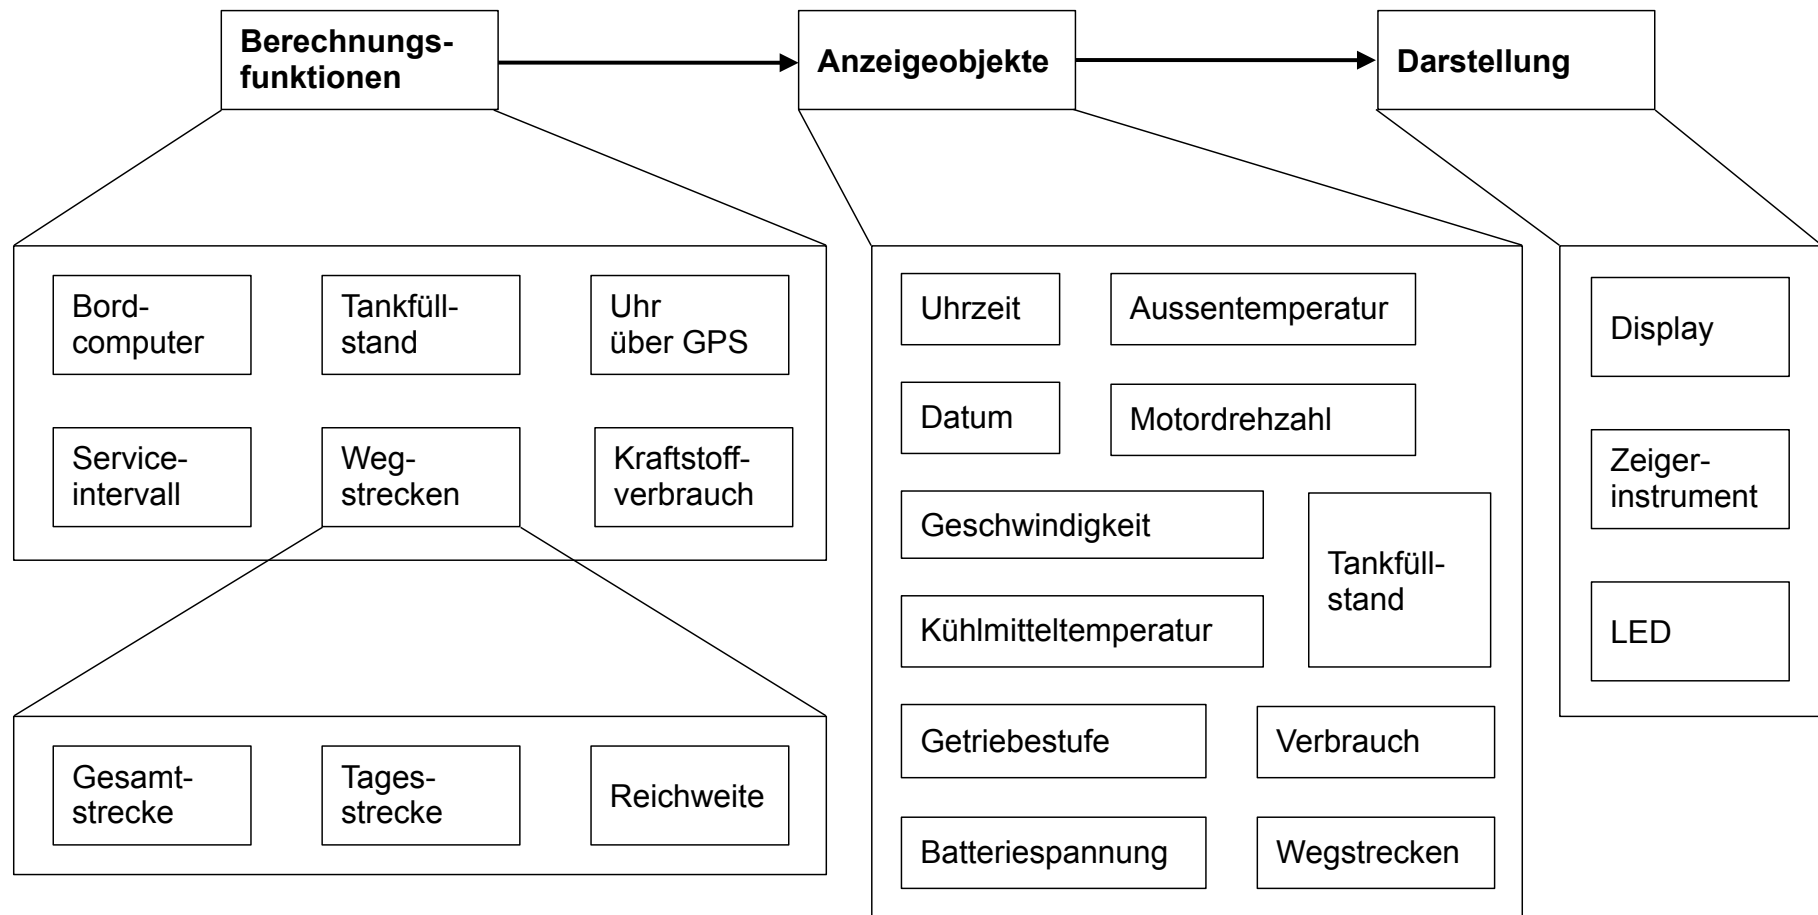 Berechnungs-
funktionen
Anzeigeobjekte
Darstellung
Bord-
computer
Tankfüll-
stand
Uhr
über GPS
Service-
intervall
Weg-
strecken
Kraftstoff-
verbrauch
Gesamt-
strecke
Tages-
strecke
Reichweite
Uhrzeit
Aussentemperatur
Datum
Motordrehzahl
Geschwindigkeit
Tankfüll-
stand
Kühlmitteltemperatur
Getriebestufe
Verbrauch
Batteriespannung
Wegstrecken
Display
Zeiger-
instrument
LED